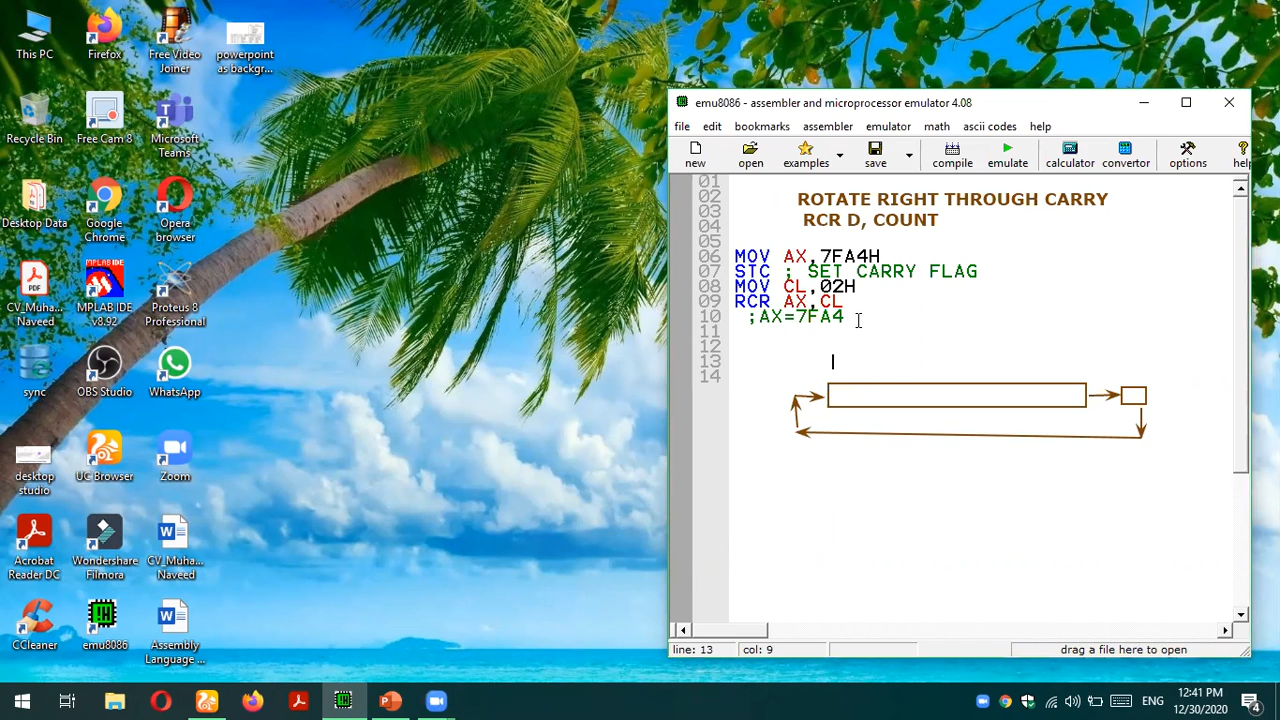 This PC
Firefox
Free Video
Joiner
powerpoint
as backgr...
Recycle Bin
Free Cam 8
Microsoft
Teams
Desktop Data
Google
Chrome
Opera
browser
CV_Muha...
Naveed
MPLAB IDE
v8.92
Proteus 8
Professional
sync
OBS Studio
WhatsApp
desktop
studio
UC Browser
Zoom
Acrobat
Reader DC
Wondershare
Filmora
CV_Muha...
Naveed
CCleaner
emu8086
Assembly
Language ...
emu8086 - assembler and microprocessor emulator 4.08
file edit bookmarks assembler emulator math ascii codes help
new open examples save compile emulate calculator convertor options help
01
02 ROTATE RIGHT THROUGH CARRY
03 RCR D, COUNT
04
05
06 MOV AX,7FA4H
07 STC ; SET CARRY FLAG
08 MOV CL,02H
09 RCR AX,CL
10 ;AX=7FA4
11
12
13
14
line: 13 col: 9 drag a file here to open
ENG
12:41 PM
12/30/2020
4